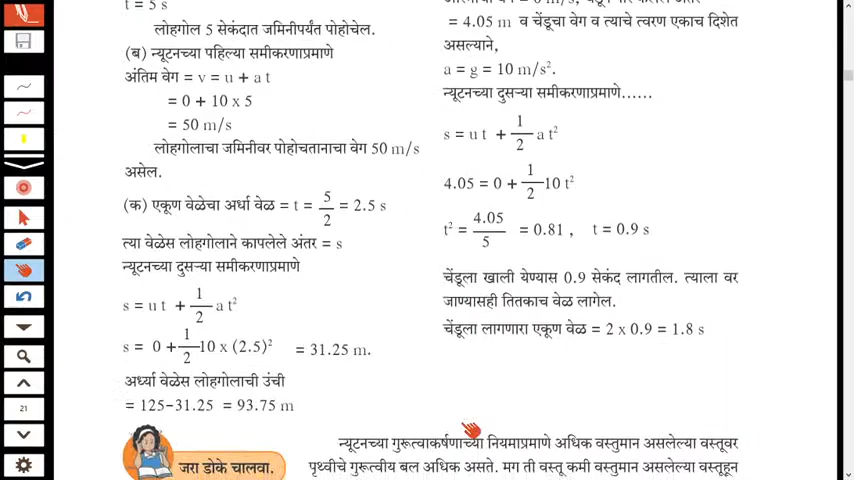 t = 5 s
लोहगोल 5 सेकंदात जमिनीपर्यंत पोहोचेल.
(ब) न्यूटनच्या पहिल्या समीकरणाप्रमाणे
अंतिम वेग = v = u + a t
= 0 + 10 x 5
= 50 m/s
लोहगोलाचा जमिनीवर पोहोचतानाचा वेग 50 m/s
असेल.
(क) एकूण वेळेचा अर्धा वेळ = t = 5/2 = 2.5 s
त्या वेळेस लोहगोलाने कापलेले अंतर = s
न्यूटनच्या दुसऱ्या समीकरणाप्रमाणे
s = u t + 1/2 a t²
s = 0 + 1/2 10 x (2.5)² = 31.25 m.
अर्ध्या वेळेस लोहगोलाची उंची
= 125-31.25 = 93.75 m
= 4.05 m व चेंडूचा वेग व त्याचे त्वरण एकाच दिशेत
असल्याने,
a = g = 10 m/s².
न्यूटनच्या दुसऱ्या समीकरणाप्रमाणे......
s = u t + 1/2 a t²
4.05 = 0 + 1/2 10 t²
t² = 4.05/5 = 0.81 , t = 0.9 s
चेंडूला खाली येण्यास 0.9 सेकंद लागतील. त्याला वर
जाण्यासही तितकाच वेळ लागेल.
चेंडूला लागणारा एकूण वेळ = 2 x 0.9 = 1.8 s
जरा डोके चालवा.
न्यूटनच्या गुरूत्वाकर्षणाच्या नियमाप्रमाणे अधिक वस्तुमान असलेल्या वस्तूवर
पृथ्वीचे गुरूत्वीय बल अधिक असते. मग ती वस्तू कमी वस्तुमान असलेल्या वस्तूहून
21